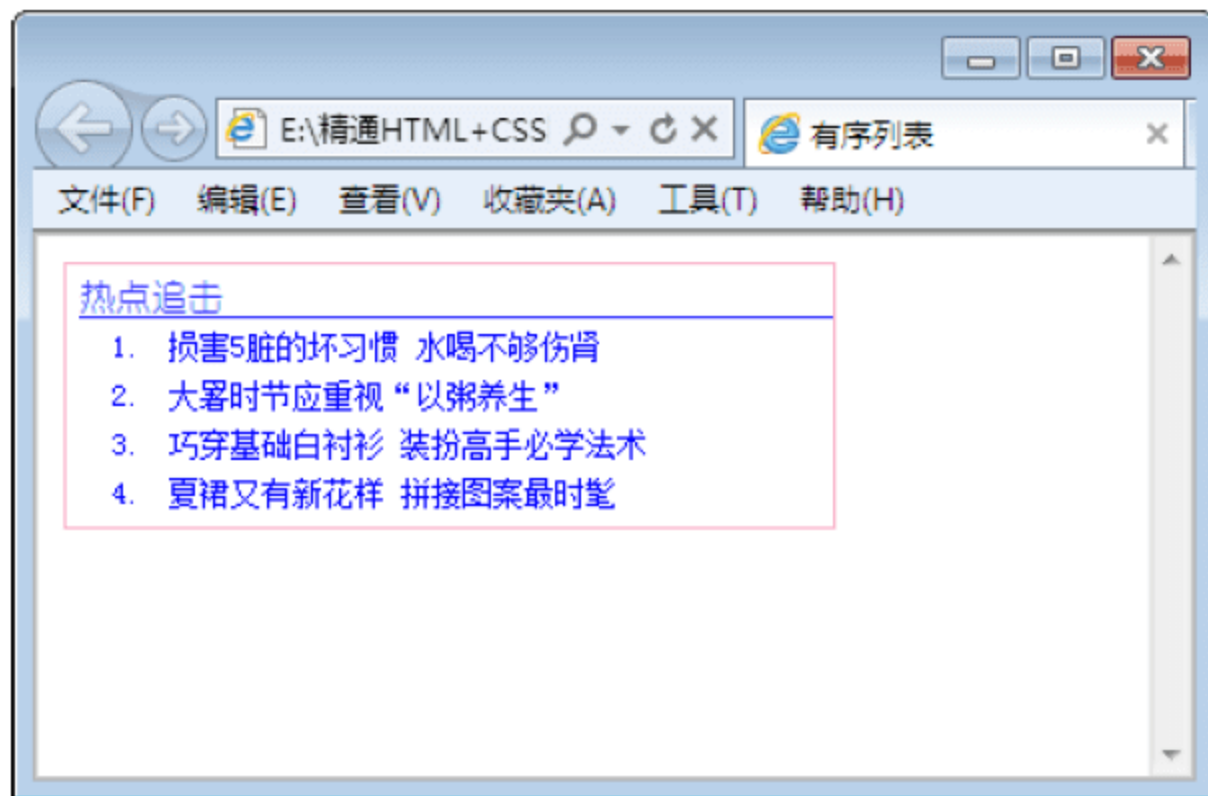 E:\精通HTML+CSS
有序列表
文件(F) 编辑(E) 查看(V) 收藏夹(A) 工具(T) 帮助(H)
热点追击
1. 损害5脏的坏习惯 水喝不够伤肾
2. 大署时节应重视“以粥养生”
3. 巧穿基础白衬衫 装扮高手必学法术
4. 夏裙又有新花样 拼接图案最时髦